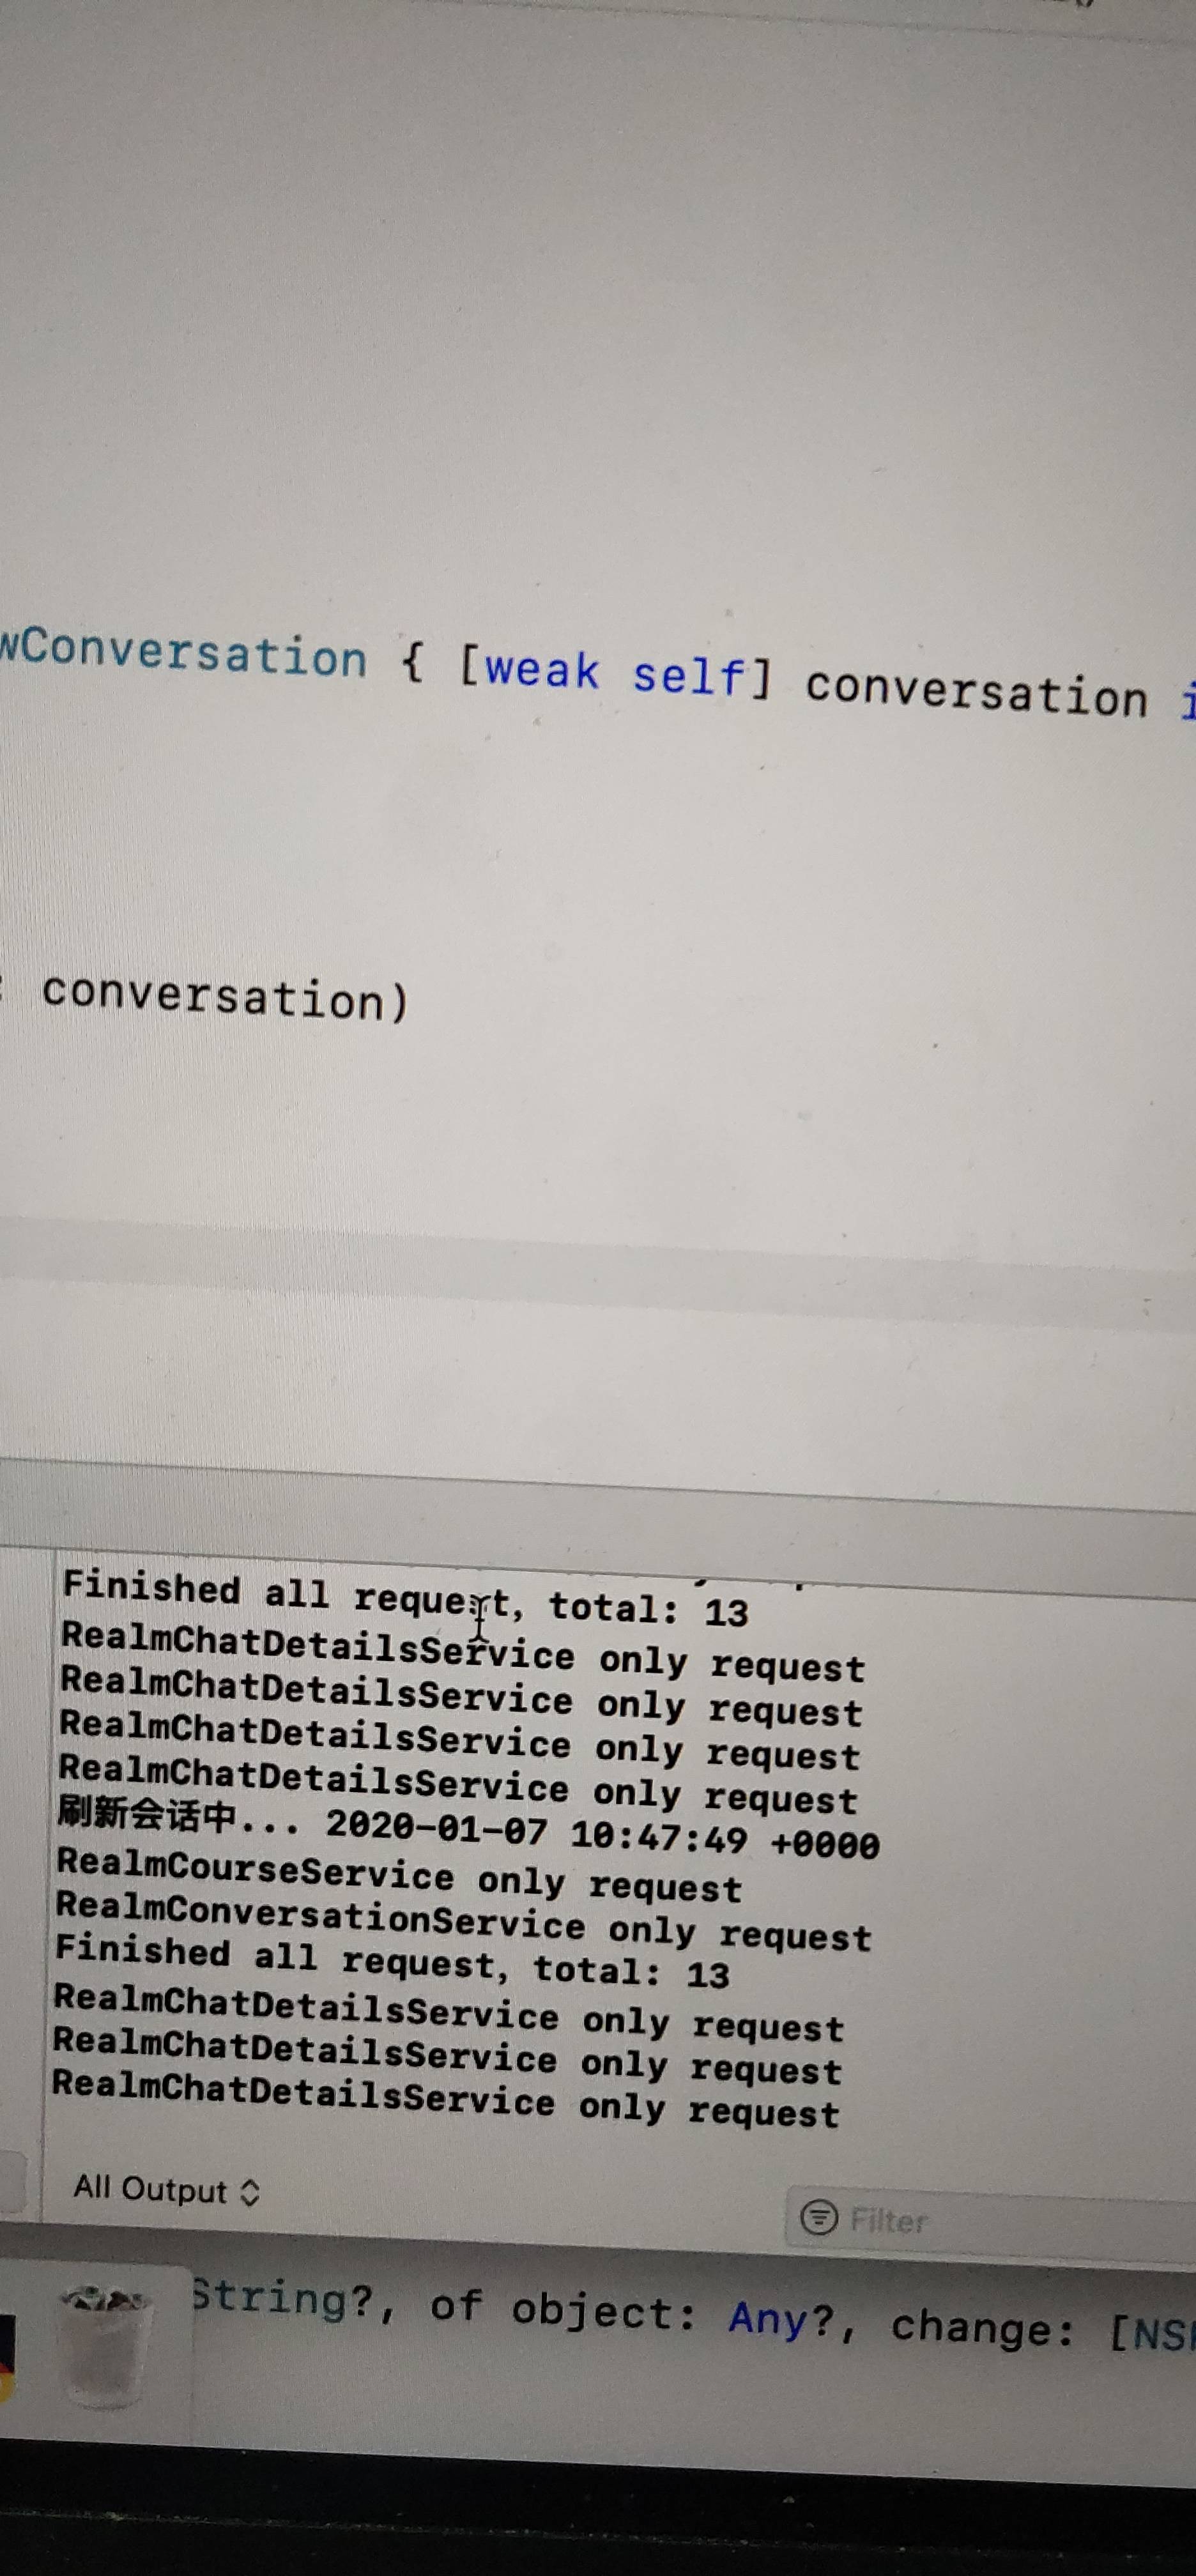 wConversation { [weak self] conversation i
: conversation)
Finished all request, total: 13
RealmChatDetailsService only request
RealmChatDetailsService only request
RealmChatDetailsService only request
RealmChatDetailsService only request
刷新会话中... 2020-01-07 10:47:49 +0000
RealmCourseService only request
RealmConversationService only request
Finished all request, total: 13
RealmChatDetailsService only request
RealmChatDetailsService only request
RealmChatDetailsService only request
All Output
Filter
String?, of object: Any?, change: [NS